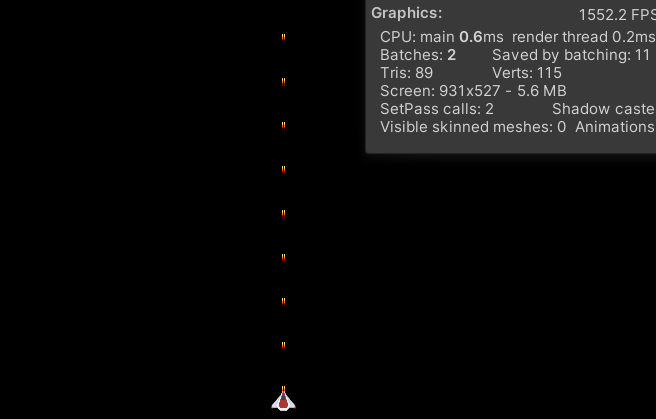 Graphics: 1552.2 FPS
CPU: main 0.6ms render thread 0.2ms
Batches: 2 Saved by batching: 11
Tris: 89 Verts: 115
Screen: 931x527 - 5.6 MB
SetPass calls: 2 Shadow caste
Visible skinned meshes: 0 Animations